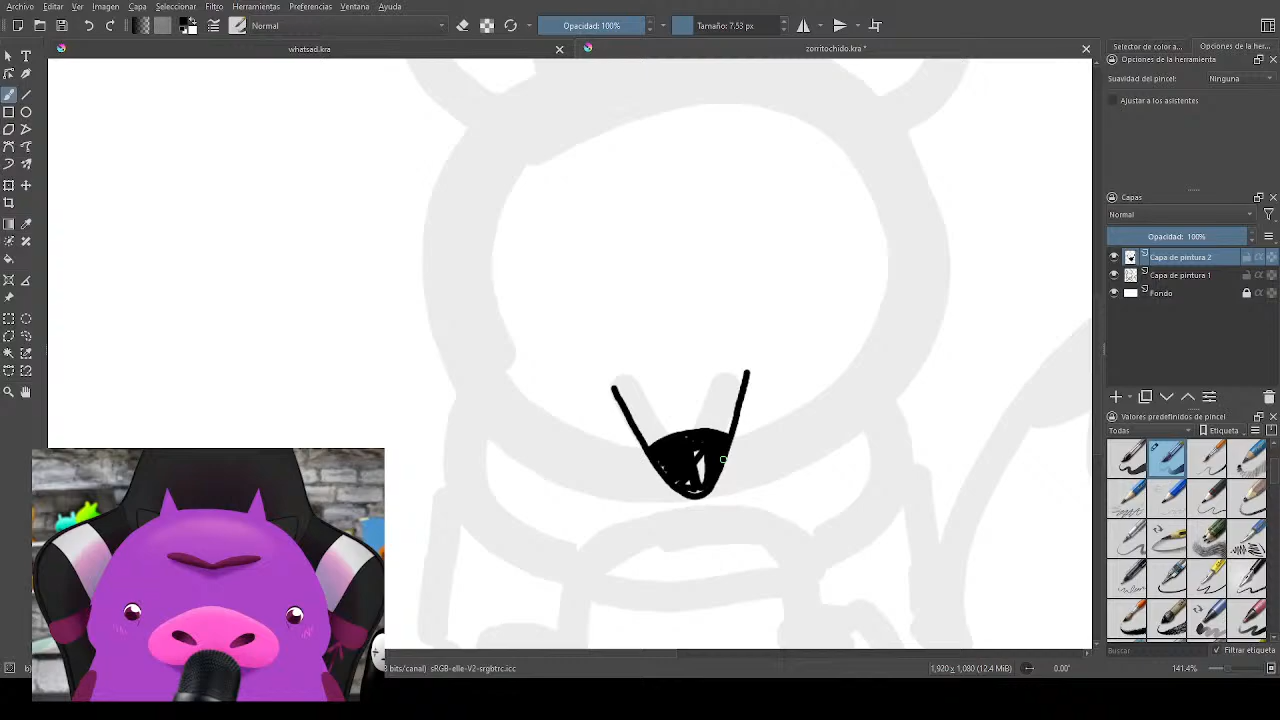 Archivo Editar Ver Imagen Capa Seleccionar Filtro Herramientas Preferencias Ventana Ayuda
Normal Opacidad: 100% Tamaño: 7.53 px
whatsad.kra zorritochido.kra *
Selector de color a... Opciones de la her...
Opciones de la herramienta
Suavidad del pincel: Ninguna
Ajustar a los asistentes
Capas
Normal
Opacidad: 100%
Capa de pintura 2
Capa de pintura 1
Fondo
Valores predefinidos de pincel
Todas Etiqueta
Buscar Filtrar etiqueta
bits/canal) sRGB-elle-V2-srgbtrc.icc 1,920 x 1,080 (12.4 MiB) 0.00° 141.4%